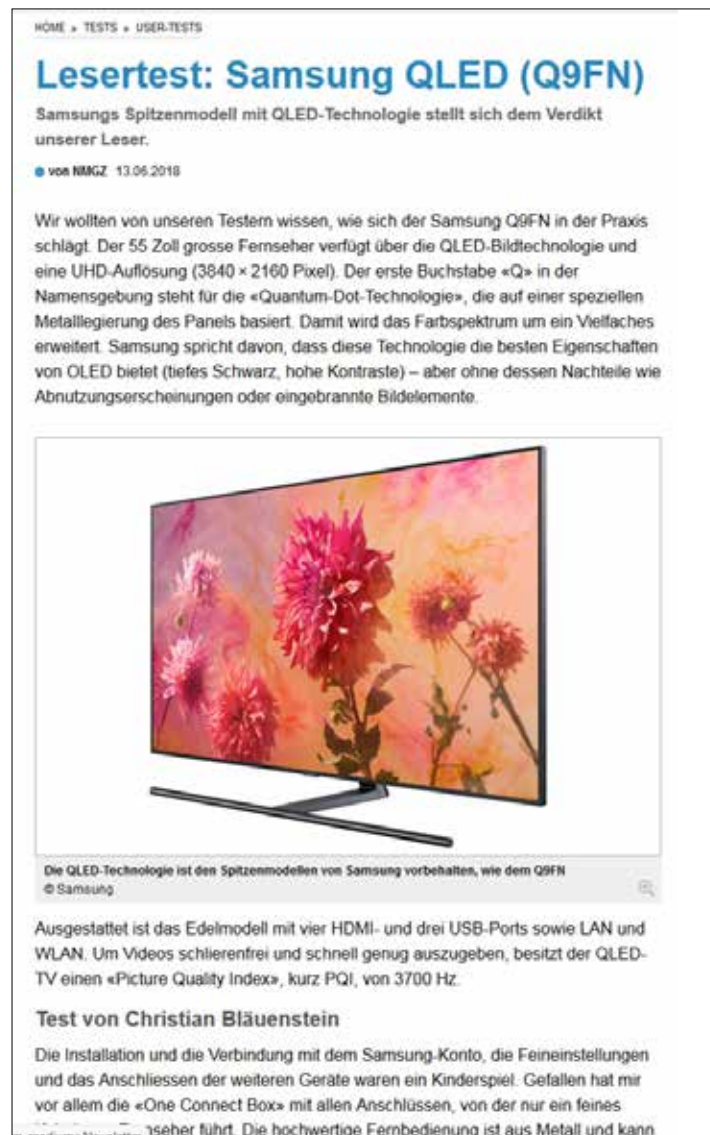 HOME » TESTS » USER-TESTS
Lesertest: Samsung QLED (Q9FN)
Samsungs Spitzenmodell mit QLED-Technologie stellt sich dem Verdikt
unserer Leser.
von NMGZ 13.06.2018
Wir wollten von unseren Testern wissen, wie sich der Samsung Q9FN in der Praxis
schlägt. Der 55 Zoll grosse Fernseher verfügt über die QLED-Bildtechnologie und
eine UHD-Auflösung (3840 × 2160 Pixel). Der erste Buchstabe «Q» in der
Namensgebung steht für die «Quantum-Dot-Technologie», die auf einer speziellen
Metalllegierung des Panels basiert. Damit wird das Farbspektrum um ein Vielfaches
erweitert. Samsung spricht davon, dass diese Technologie die besten Eigenschaften
von OLED bietet (tiefes Schwarz, hohe Kontraste) – aber ohne dessen Nachteile wie
Abnutzungserscheinungen oder eingebrannte Bildelemente.
Die QLED-Technologie ist den Spitzenmodellen von Samsung vorbehalten, wie dem Q9FN
© Samsung
Ausgestattet ist das Edelmodell mit vier HDMI- und drei USB-Ports sowie LAN und
WLAN. Um Videos schlierenfrei und schnell genug auszugeben, besitzt der QLED-
TV einen «Picture Quality Index», kurz PQI, von 3700 Hz.
Test von Christian Bläuenstein
Die Installation und die Verbindung mit dem Samsung-Konto, die Feineinstellungen
und das Anschliessen der weiteren Geräte waren ein Kinderspiel. Gefallen hat mir
vor allem die «One Connect Box» mit allen Anschlüssen, von der nur ein feines
führt. Die hochwertige Fernbedienung ist aus Metall und kann